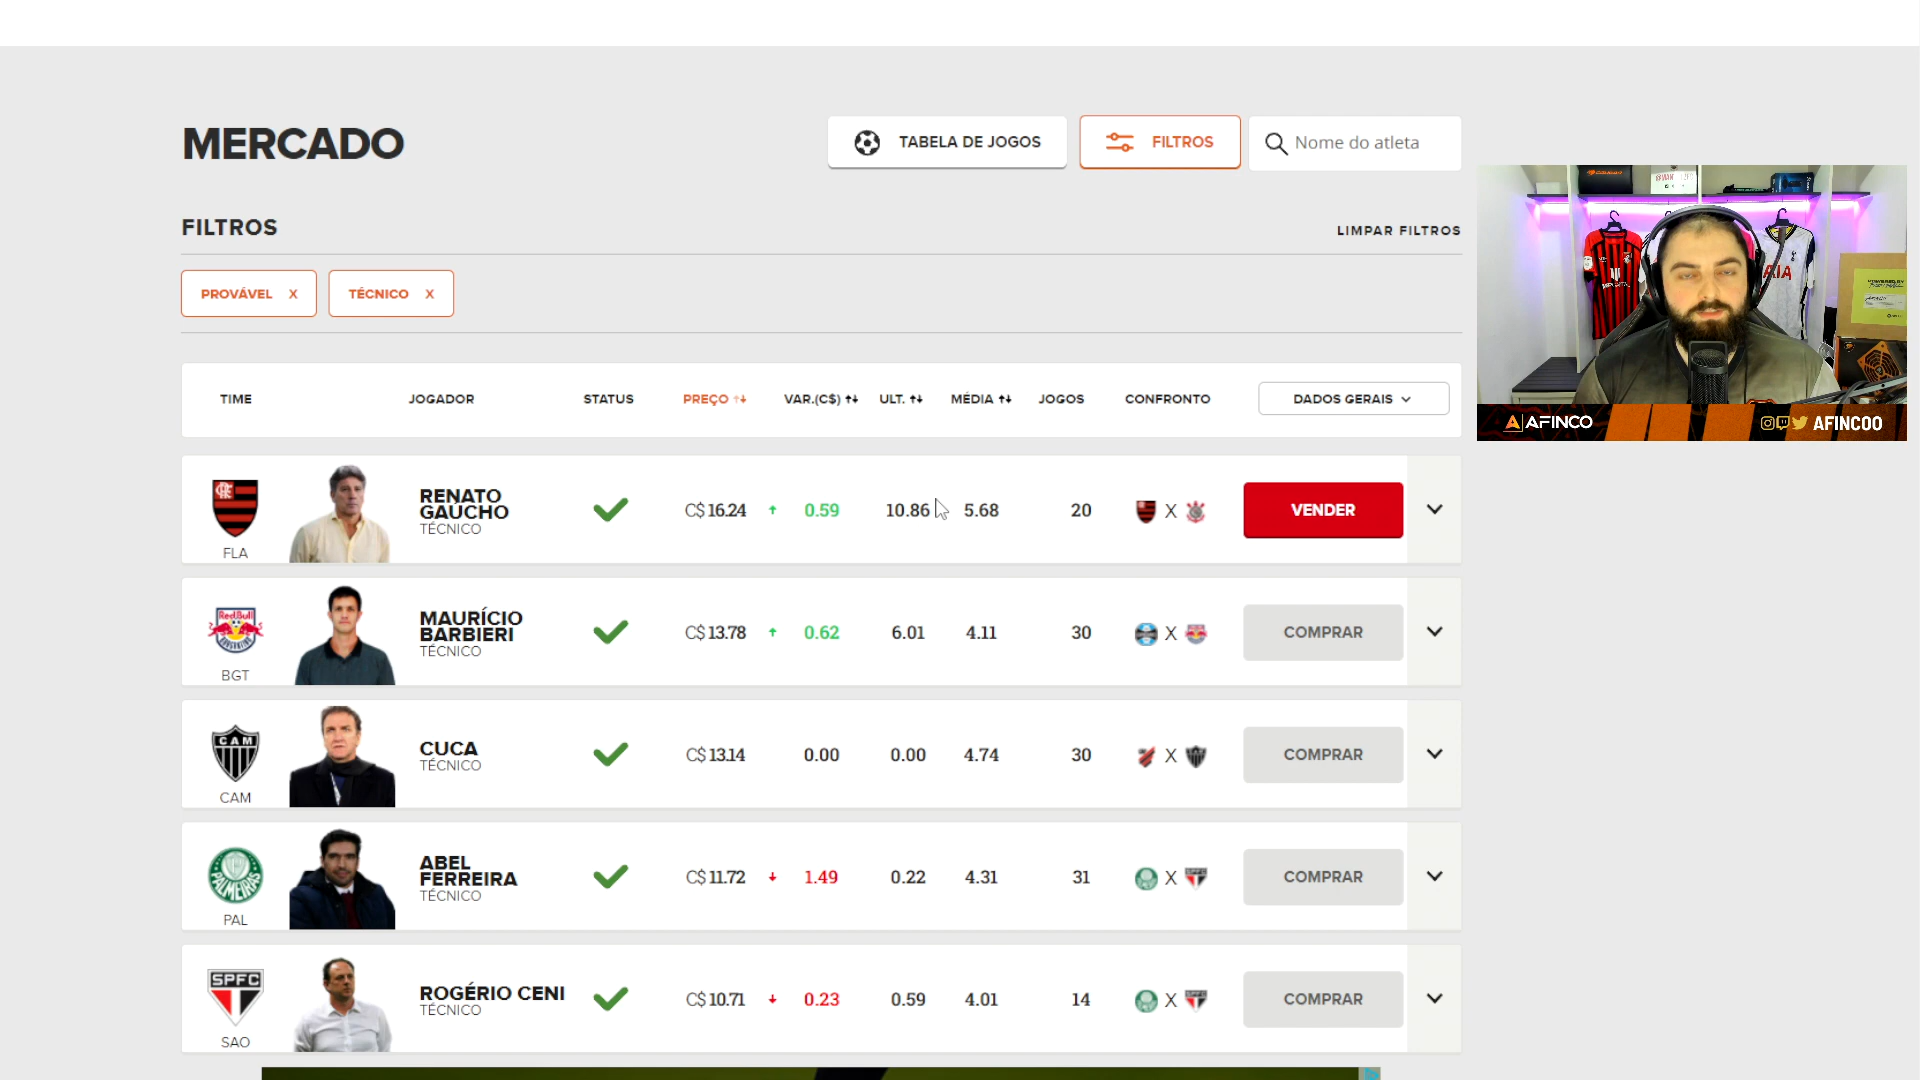 MERCADO
TABELA DE JOGOS
FILTROS
Nome do atleta
FILTROS
LIMPAR FILTROS
PROVÁVEL X
TÉCNICO X
TIME JOGADOR STATUS PREÇO VAR.(C$) ULT. MÉDIA JOGOS CONFRONTO DADOS GERAIS
RENATO
GAUCHO
TÉCNICO
FLA
C$ 16.24 0.59 10.86 5.68 20 X VENDER
MAURÍCIO
BARBIERI
TÉCNICO
BGT
C$ 13.78 0.62 6.01 4.11 30 X COMPRAR
CAM
CUCA
TÉCNICO
CAM
C$ 13.14 0.00 0.00 4.74 30 X COMPRAR
PALMEIRAS
ABEL
FERREIRA
TÉCNICO
PAL
C$ 11.72 1.49 0.22 4.31 31 X COMPRAR
SPFC
ROGÉRIO CENI
TÉCNICO
SAO
C$ 10.71 0.23 0.59 4.01 14 X COMPRAR
AIA
AFINCO
AFINCOO